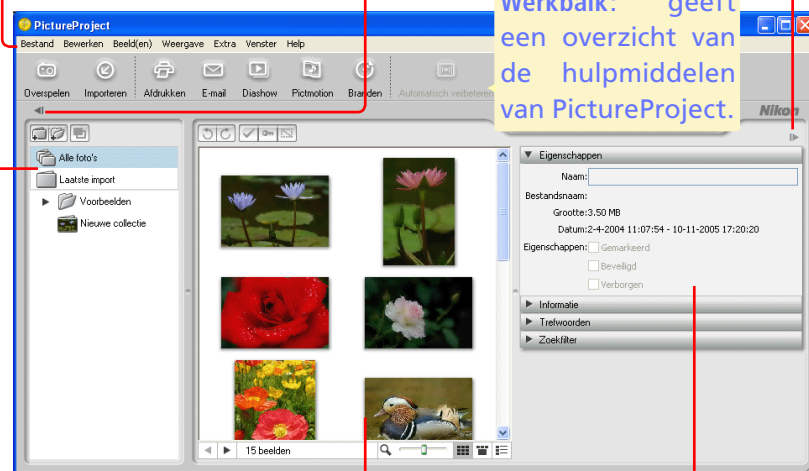 PictureProject
Bestand Bewerken Beeld(en) Weergave Extra Venster Help
Werkbalk: geeft
een overzicht van
de hulpmiddelen
van PictureProject.
Overspelen Importeren Afdrukken E-mail Diashow Pictmotion Branden Automatisch verbeteren
Nikon
Alle foto's
Laatste import
Voorbeelden
Nieuwe collectie
15 beelden
Eigenschappen
Naam:
Bestandsnaam:
Grootte:3.50 MB
Datum:2-4-2004 11:07:54 - 10-11-2005 17:20:20
Eigenschappen: Gemarkeerd
Beveiligd
Verborgen
Informatie
Trefwoorden
Zoekfilter